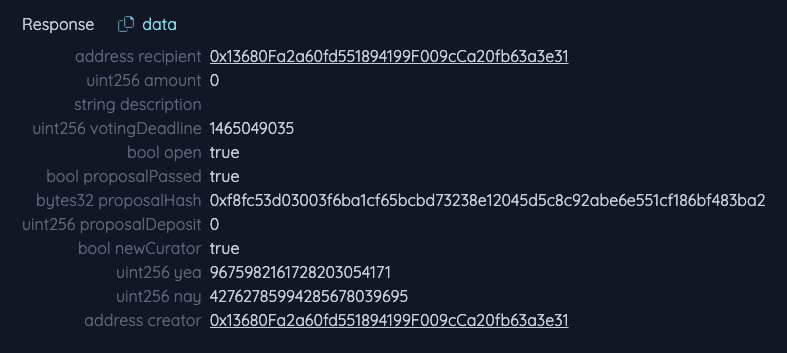 Response data
address recipient 0x13680Fa2a60fd551894199F009cCa20fb63a3e31
uint256 amount 0
string description
uint256 votingDeadline 1465049035
bool open true
bool proposalPassed true
bytes32 proposalHash 0xf8fc53d03003f6ba1cf65bcbd73238e12045d5c8c92abe6e551cf186bf483ba2
uint256 proposalDeposit 0
bool newCurator true
uint256 yea 9675982161728203054171
uint256 nay 42762785994285678039695
address creator 0x13680Fa2a60fd551894199F009cCa20fb63a3e31